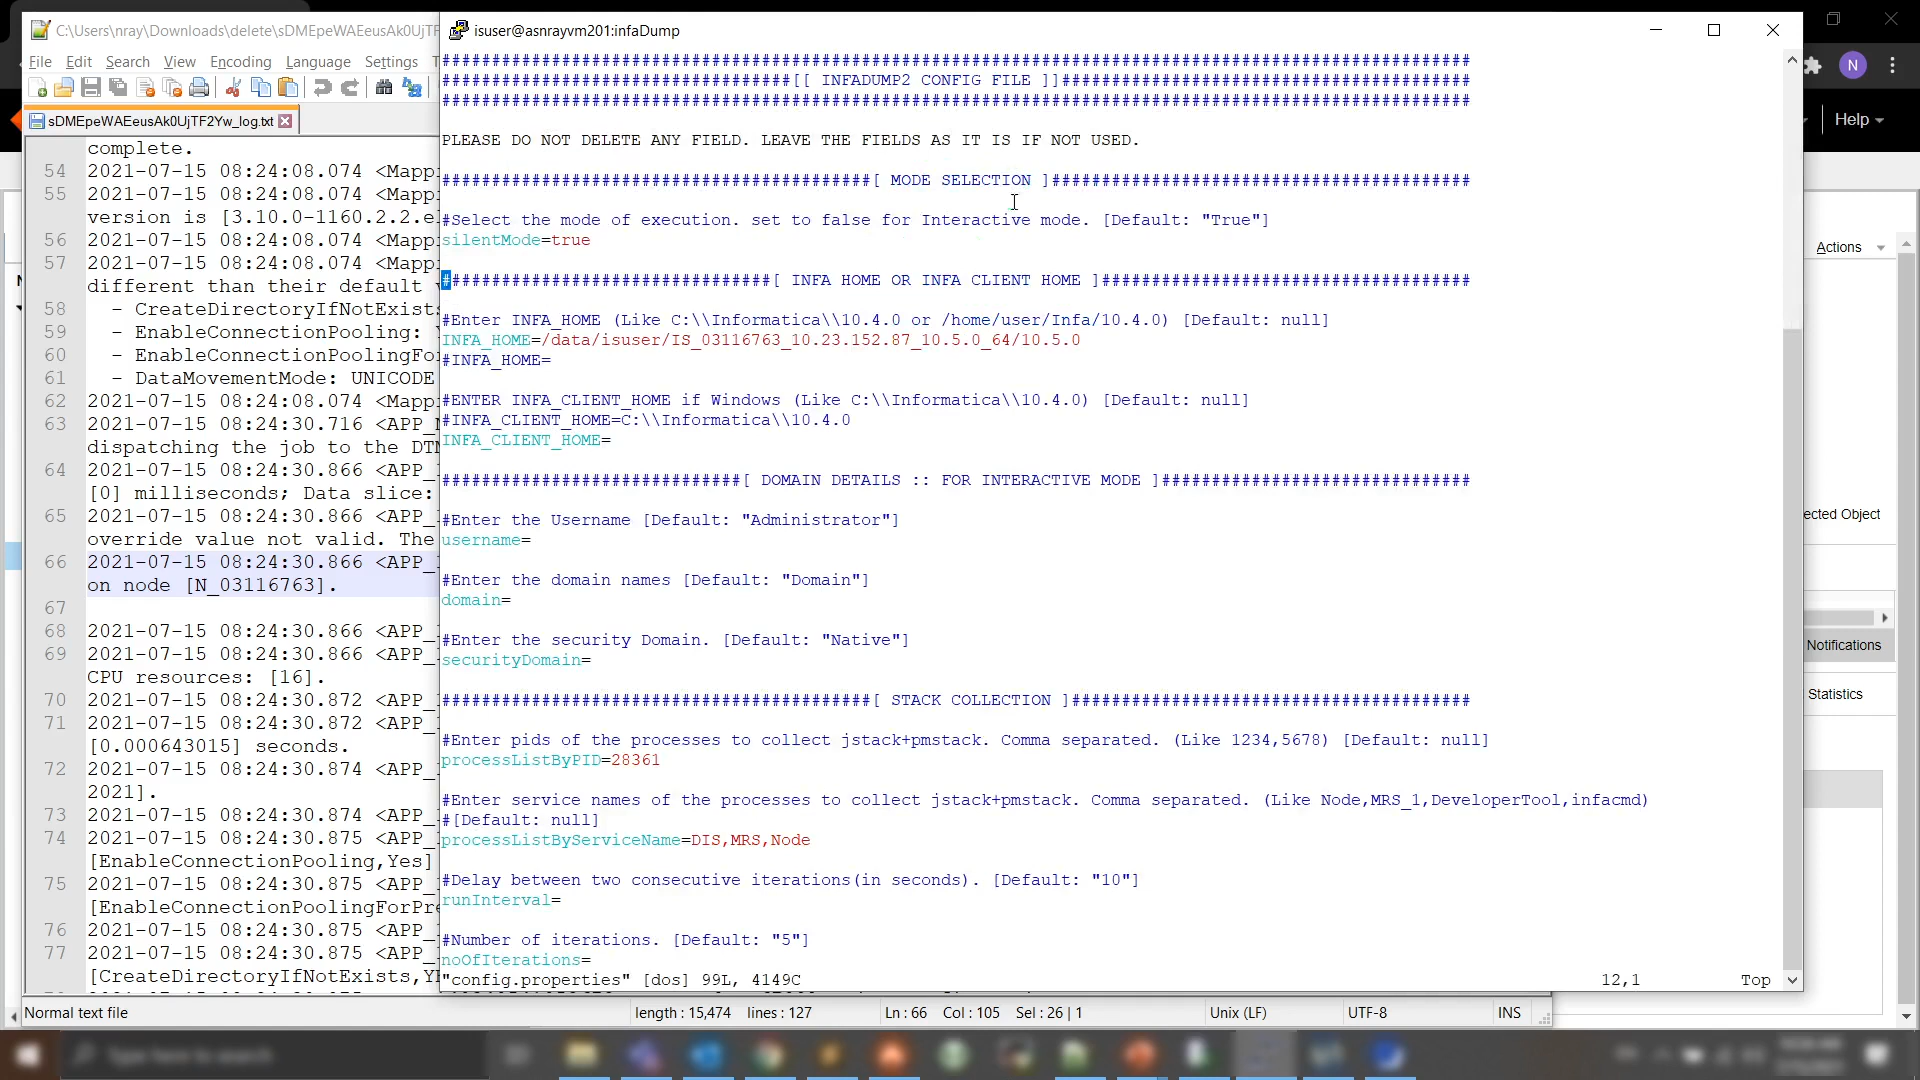 C:\Users\nray\Downloads\delete\sDMEpeWAEeusAk0UjTF
File Edit Search View Encoding Language Settings
sDMEpeWAEeusAk0UjTF2Yw_log.txt
complete.
54 2021-07-15 08:24:08.074 <Mapp
55 2021-07-15 08:24:08.074 <Mapp
version is [3.10.0-1160.2.2.e
56 2021-07-15 08:24:08.074 <Mapp
57 2021-07-15 08:24:08.074 <Mapp
different than their default
58 - CreateDirectoryIfNotExist
59 - EnableConnectionPooling:
60 - EnableConnectionPoolingFo
61 - DataMovementMode: UNICODE
62 2021-07-15 08:24:08.074 <Mapp
63 2021-07-15 08:24:30.716 <APP_
dispatching the job to the DT
64 2021-07-15 08:24:30.866 <APP_
[0] milliseconds; Data slice:
65 2021-07-15 08:24:30.866 <APP_
override value not valid. The
66 2021-07-15 08:24:30.866 <APP_
on node [N_03116763].
67
68 2021-07-15 08:24:30.866 <APP_
69 2021-07-15 08:24:30.866 <APP_
CPU resources: [16].
70 2021-07-15 08:24:30.872 <APP_
71 2021-07-15 08:24:30.872 <APP_
[0.000643015] seconds.
72 2021-07-15 08:24:30.874 <APP_
2021].
73 2021-07-15 08:24:30.874 <APP_
74 2021-07-15 08:24:30.875 <APP_
[EnableConnectionPooling,Yes]
75 2021-07-15 08:24:30.875 <APP_
[EnableConnectionPoolingForPr
76 2021-07-15 08:24:30.875 <APP_
77 2021-07-15 08:24:30.875 <APP_
[CreateDirectoryIfNotExists,Y
Normal text file length : 15,474 lines : 127 Ln : 66 Col : 105 Sel : 26 | 1 Unix (LF) UTF-8 INS
isuser@asnrayvm201:infaDump
########################################################################################################
###################################[[ INFADUMP2 CONFIG FILE ]]#########################################
########################################################################################################
PLEASE DO NOT DELETE ANY FIELD. LEAVE THE FIELDS AS IT IS IF NOT USED.
###########################################[ MODE SELECTION ]##########################################
#Select the mode of execution. set to false for Interactive mode. [Default: "True"]
silentMode=true
#################################[ INFA HOME OR INFA CLIENT HOME ]#####################################
#Enter INFA_HOME (Like C:\\Informatica\\10.4.0 or /home/user/Infa/10.4.0) [Default: null]
INFA_HOME=/data/isuser/IS_03116763_10.23.152.87_10.5.0_64/10.5.0
#INFA_HOME=
#ENTER INFA_CLIENT_HOME if Windows (Like C:\\Informatica\\10.4.0) [Default: null]
#INFA_CLIENT_HOME=C:\\Informatica\\10.4.0
INFA_CLIENT_HOME=
##############################[ DOMAIN DETAILS :: FOR INTERACTIVE MODE ]###############################
#Enter the Username [Default: "Administrator"]
username=
#Enter the domain names [Default: "Domain"]
domain=
#Enter the security Domain. [Default: "Native"]
securityDomain=
###########################################[ STACK COLLECTION ]########################################
#Enter pids of the processes to collect jstack+pmstack. Comma separated. (Like 1234,5678) [Default: null]
processListByPID=28361
#Enter service names of the processes to collect jstack+pmstack. Comma separated. (Like Node,MRS_1,DeveloperTool,infacmd)
#[Default: null]
processListByServiceName=DIS,MRS,Node
#Delay between two consecutive iterations(in seconds). [Default: "10"]
runInterval=
#Number of iterations. [Default: "5"]
noOfIterations=
"config.properties" [dos] 99L, 4149C 12,1 Top
N
Help
Actions
ected Object
Notifications
Statistics
Type here to search